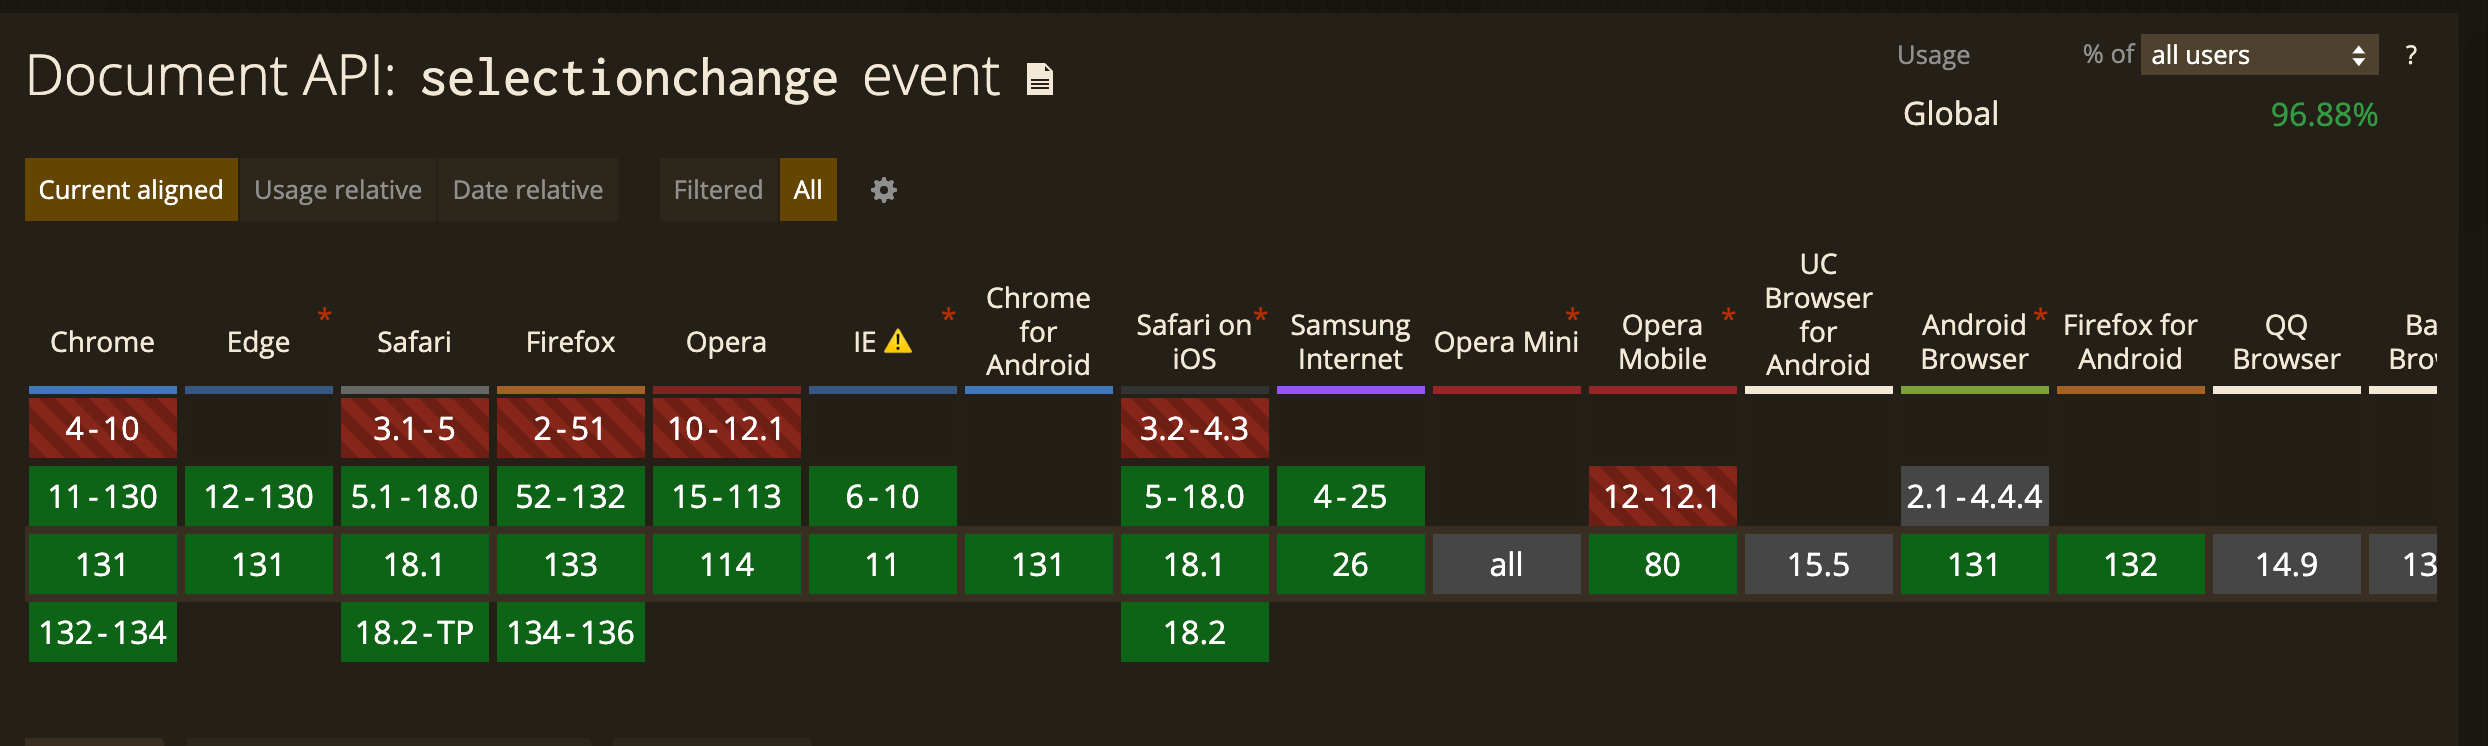 Document API: selectionchange event
Usage % of all users ?
Global 96.88%
Current aligned Usage relative Date relative Filtered All
Chrome
Edge *
Safari
Firefox
Opera
IE *
Chrome
for
Android
Safari on *
iOS
Samsung
Internet
Opera Mini *
Opera *
Mobile
UC
Browser
for
Android
Android *
Browser
Firefox for
Android
QQ
Browser
4-10 3.1-5 2-51 10-12.1 3.2-4.3
11-130 12-130 5.1-18.0 52-132 15-113 6-10 5-18.0 4-25 12-12.1 2.1-4.4.4
131 131 18.1 133 114 11 131 18.1 26 all 80 15.5 131 132 14.9
132-134 18.2-TP 134-136 18.2